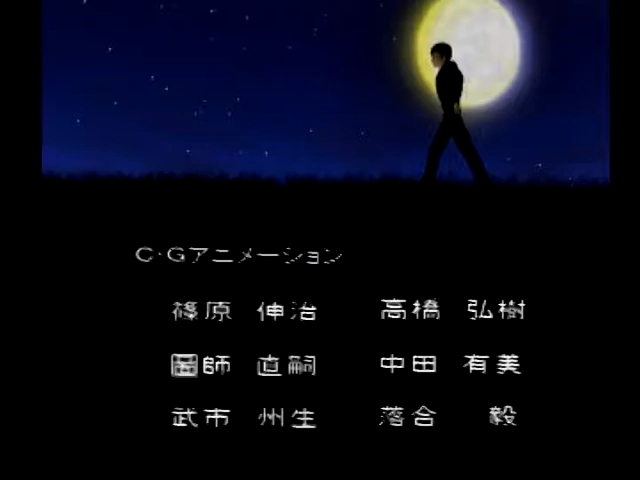 C・Gアニメーション
篠原 伸治 高橋 弘樹
圖師 直嗣 中田 有美
武市 州生 落合 毅